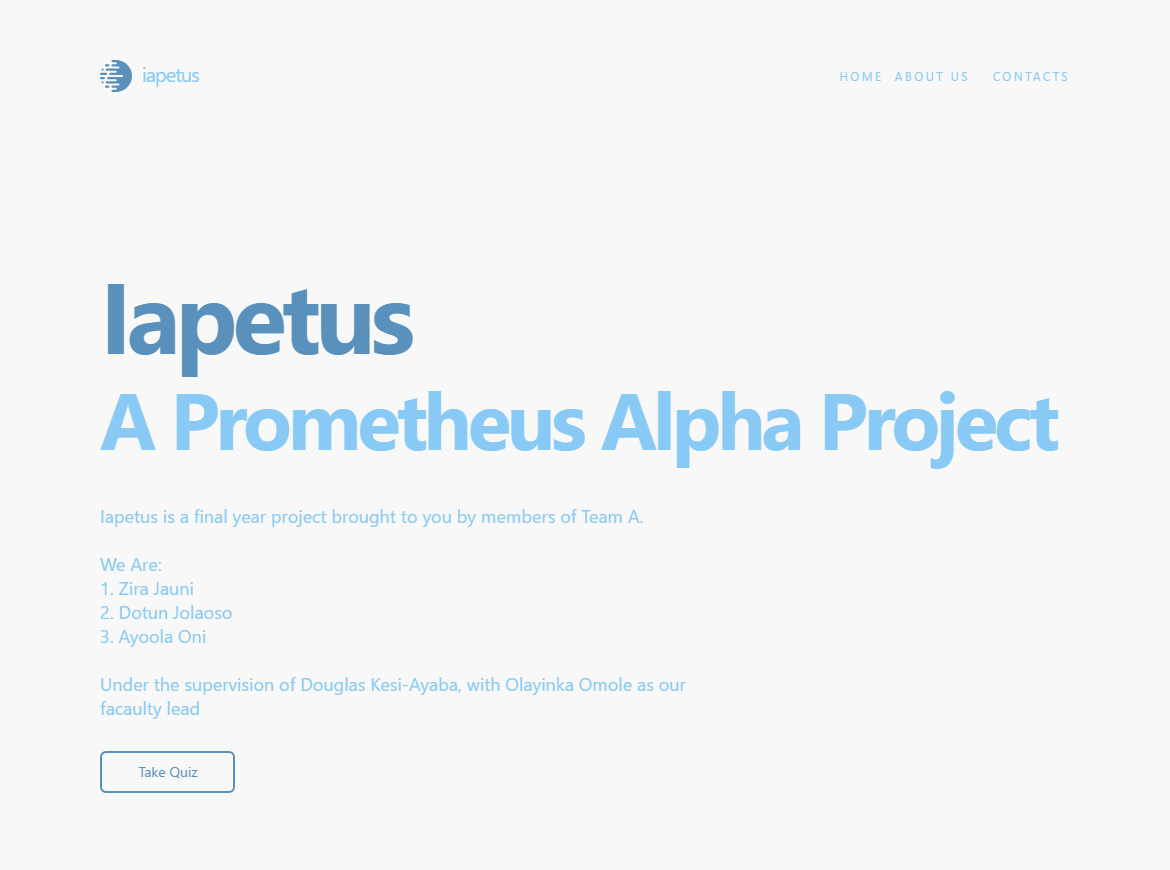 iapetus
HOME ABOUT US CONTACTS
Iapetus
A Prometheus Alpha Project
Iapetus is a final year project brought to you by members of Team A.
We Are:
1. Zira Jauni
2. Dotun Jolaoso
3. Ayoola Oni
Under the supervision of Douglas Kesi-Ayaba, with Olayinka Omole as our
facaulty lead
Take Quiz